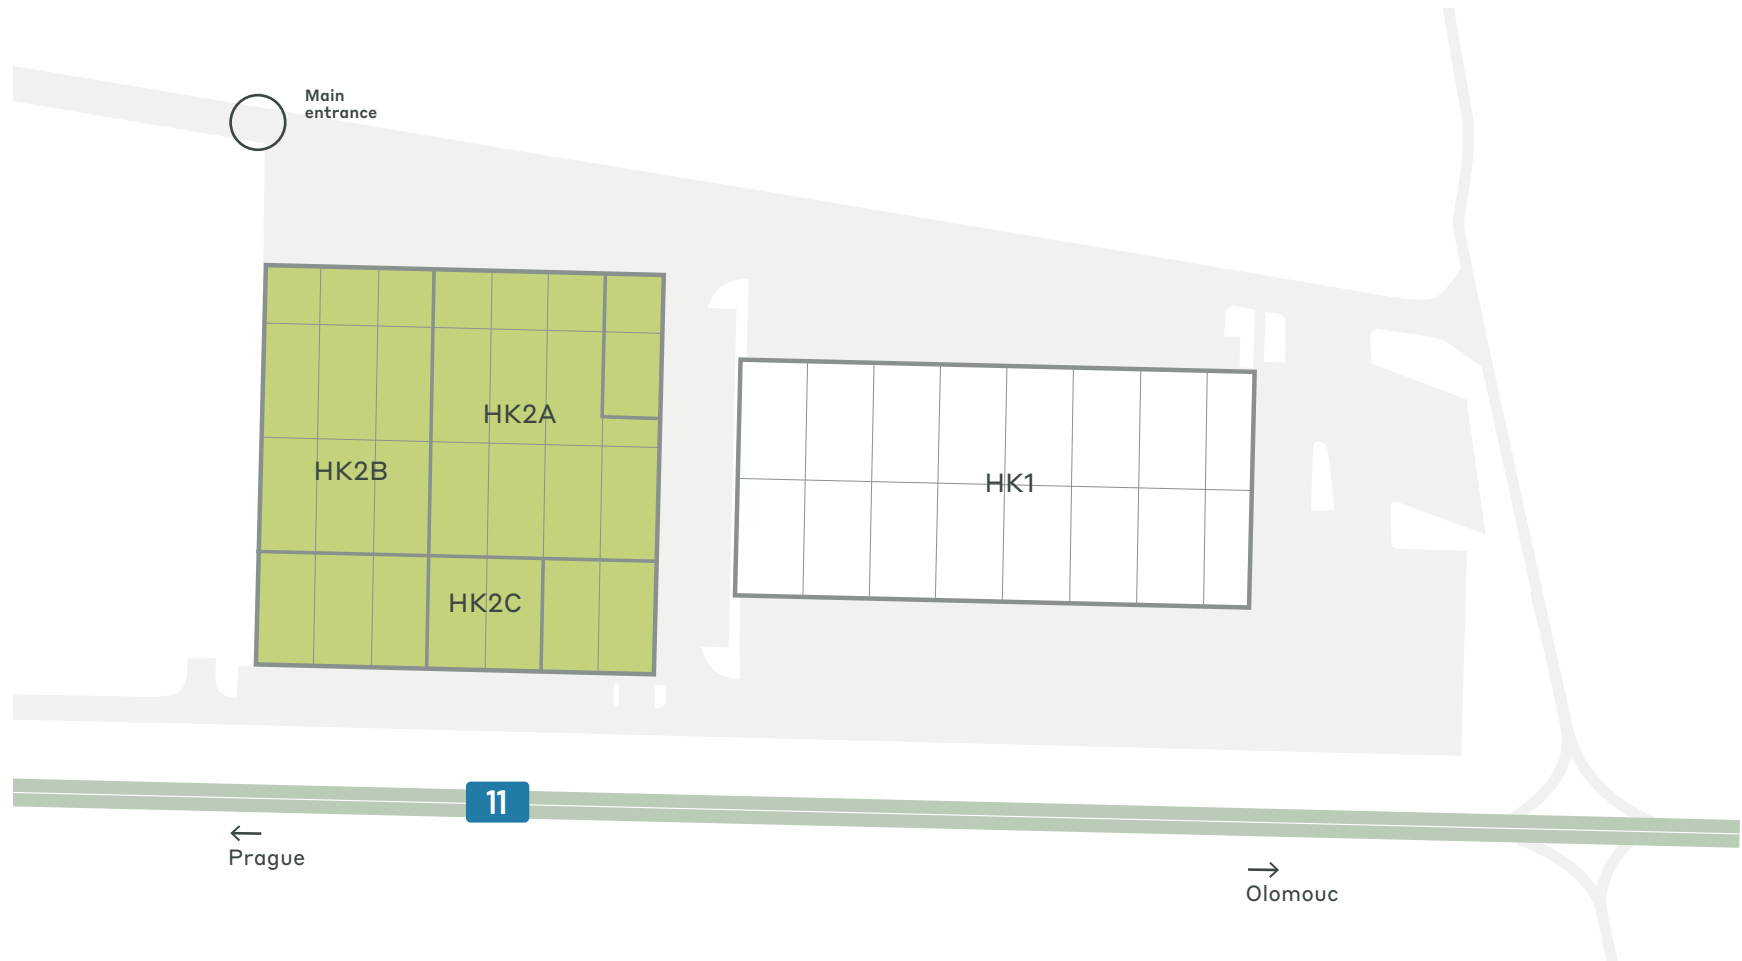 Main
entrance
HK2A
HK2B
HK1
HK2C
11
Prague
Olomouc